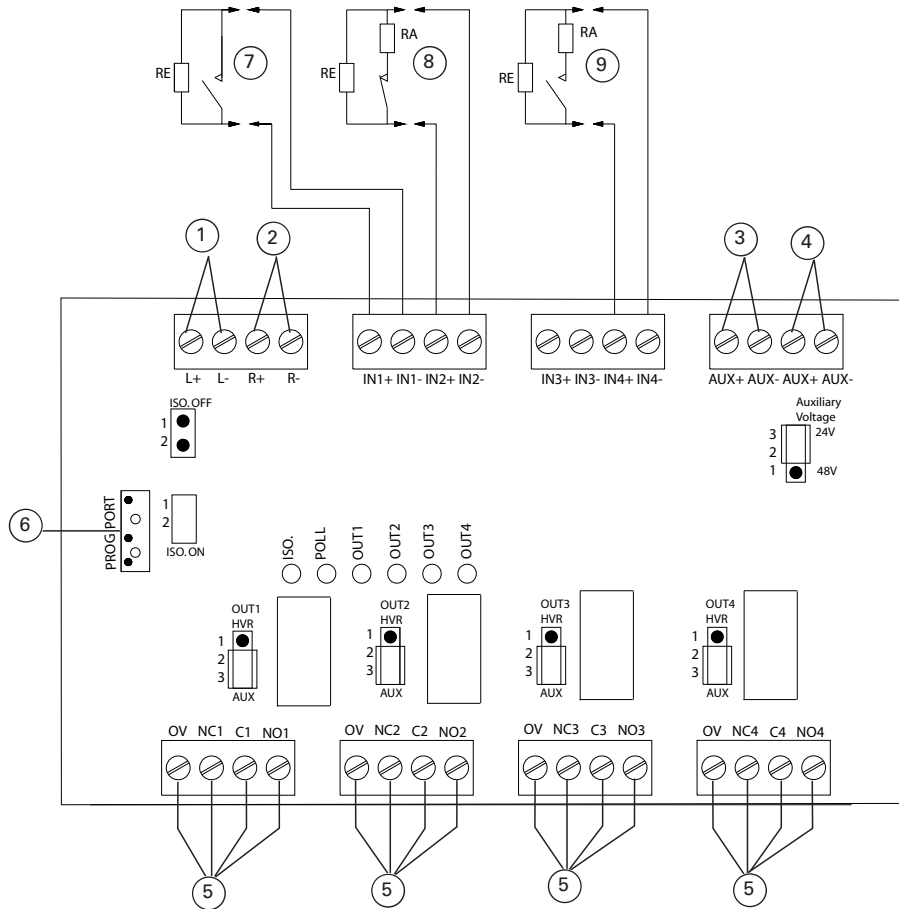 RE
7
RE
RA
8
RE
RA
9
1
2
3
4
L+ L- R+ R-
IN1+ IN1- IN2+ IN2-
IN3+ IN3- IN4+ IN4-
AUX+ AUX- AUX+ AUX-
ISO. OFF
1
2
Auxiliary
Voltage
3 24V
2
1 48V
6
PROG PORT
1
2
ISO. ON
ISO.
POLL
OUT1
OUT2
OUT3
OUT4
OUT1
HVR
1
2
3
AUX
OUT2
HVR
1
2
3
AUX
OUT3
HVR
1
2
3
AUX
OUT4
HVR
1
2
3
AUX
OV NC1 C1 NO1
OV NC2 C2 NO2
OV NC3 C3 NO3
OV NC4 C4 NO4
5
5
5
5